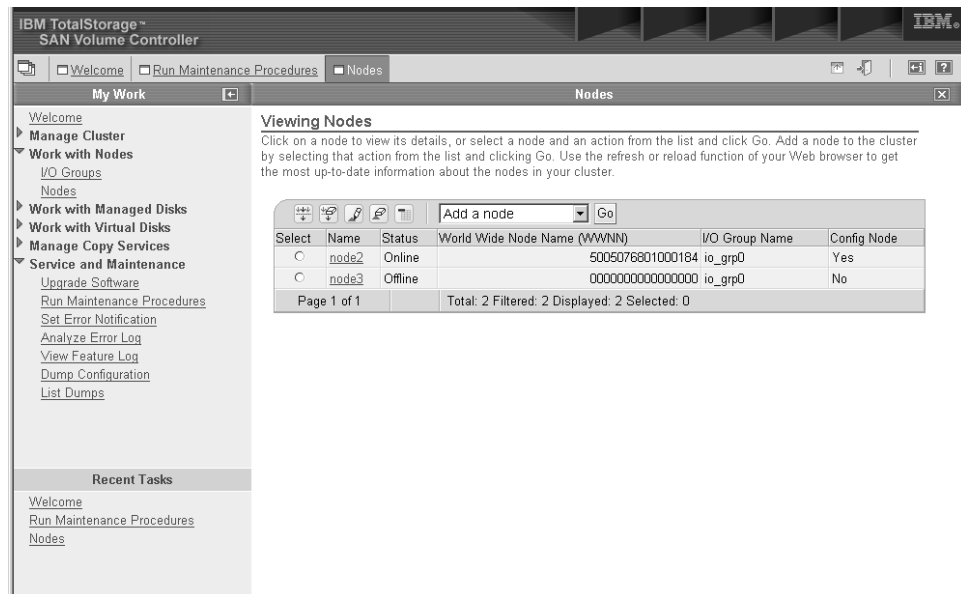 IBM TotalStorage™
SAN Volume Controller
IBM®
Welcome
Run Maintenance Procedures
Nodes
My Work
Nodes
Welcome
Manage Cluster
Work with Nodes
I/O Groups
Nodes
Work with Managed Disks
Work with Virtual Disks
Manage Copy Services
Service and Maintenance
Upgrade Software
Run Maintenance Procedures
Set Error Notification
Analyze Error Log
View Feature Log
Dump Configuration
List Dumps
Recent Tasks
Welcome
Run Maintenance Procedures
Nodes
Viewing Nodes
Click on a node to view its details, or select a node and an action from the list and click Go. Add a node to the cluster
by selecting that action from the list and clicking Go. Use the refresh or reload function of your Web browser to get
the most up-to-date information about the nodes in your cluster.
Add a node Go
Select Name Status World Wide Node Name (WWNN) I/O Group Name Config Node
node2 Online 5005076801000184 io_grp0 Yes
node3 Offline 0000000000000000 io_grp0 No
Page 1 of 1 Total: 2 Filtered: 2 Displayed: 2 Selected: 0